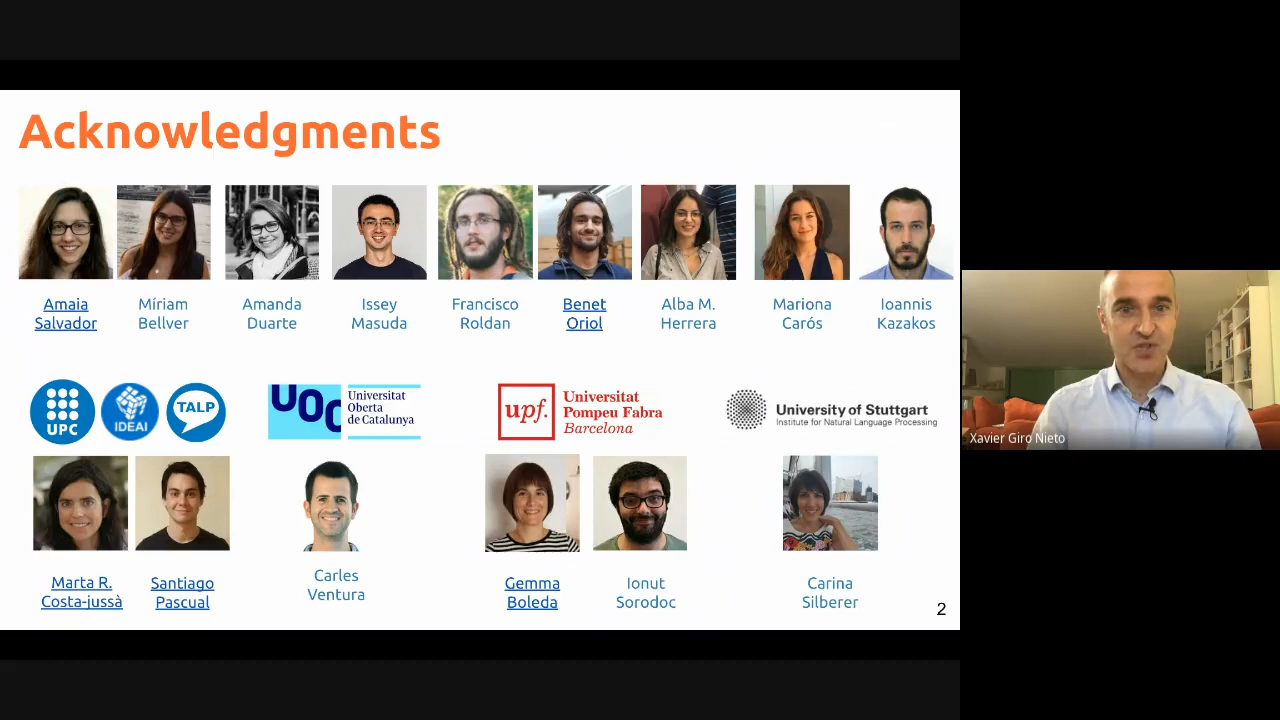 Acknowledgments
Amaia
Salvador
Míriam
Bellver
Amanda
Duarte
Issey
Masuda
Francisco
Roldan
Benet
Oriol
Alba M.
Herrera
Mariona
Carós
Ioannis
Kazakos
UPC
IDEAI
TALP
UOC
Universitat
Oberta
de Catalunya
upf.
Universitat
Pompeu Fabra
Barcelona
University of Stuttgart
Institute for Natural Language Processing
Xavier Giro Nieto
Marta R.
Costa-jussà
Santiago
Pascual
Carles
Ventura
Gemma
Boleda
Ionut
Sorodoc
Carina
Silberer
2